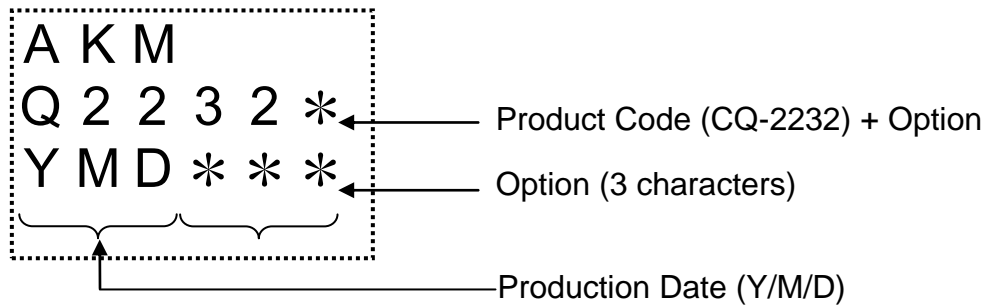 A K M
Q 2 2 3 2 *
Product Code (CQ-2232) + Option
Y M D * * *
Option (3 characters)
Production Date (Y/M/D)